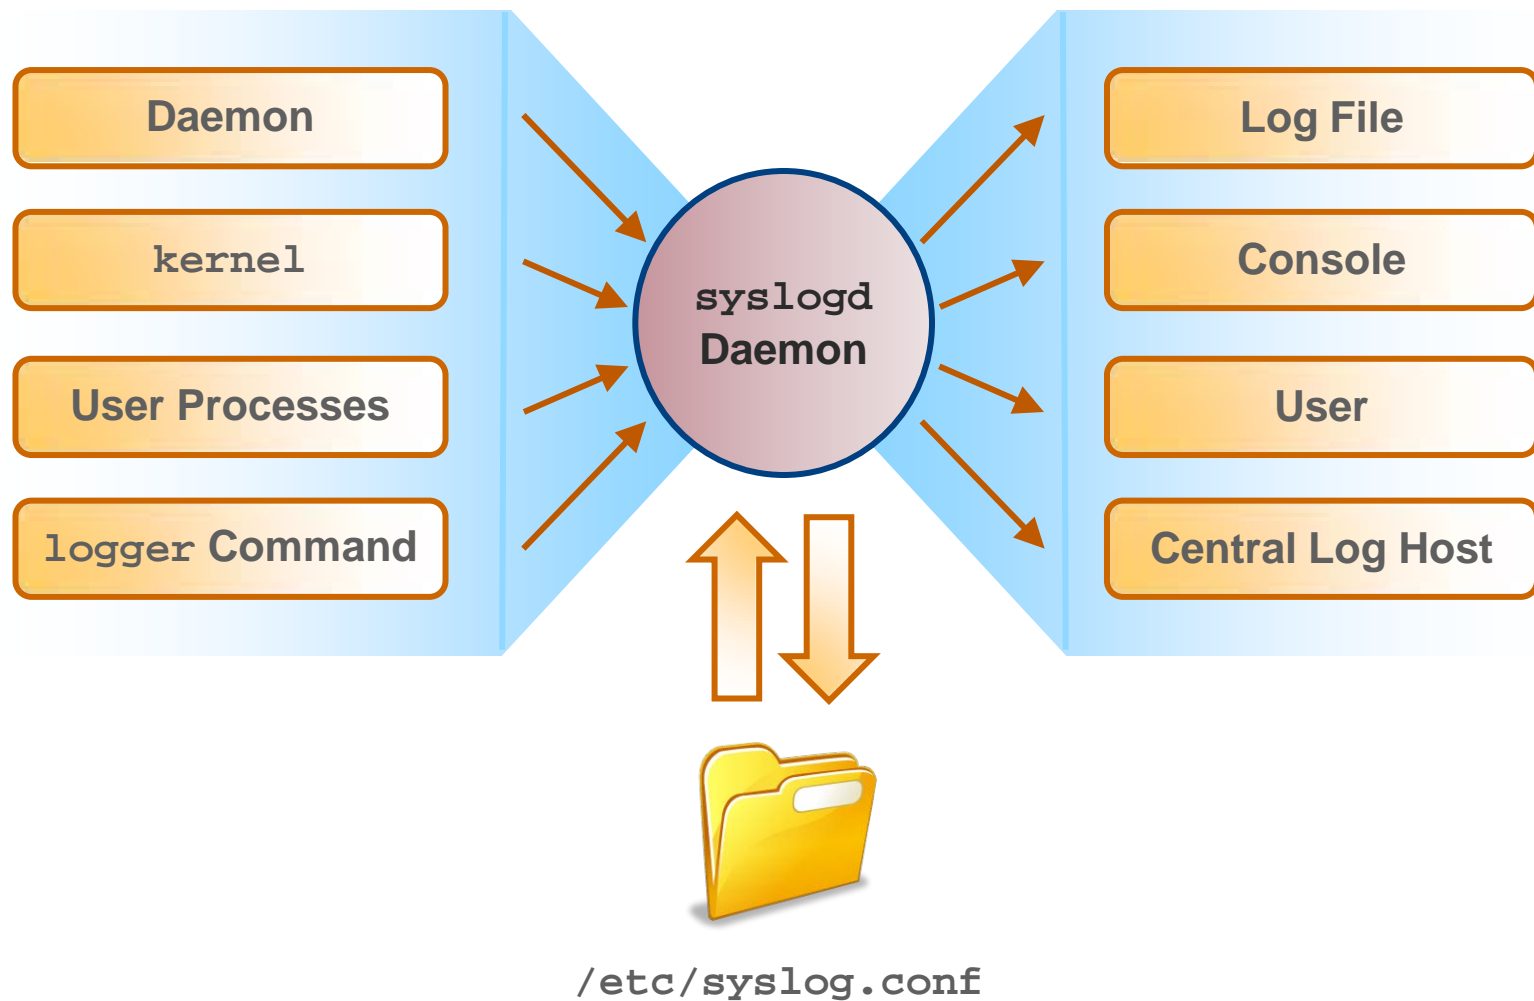 Daemon
kernel
User Processes
logger Command
syslogd
Daemon
Log File
Console
User
Central Log Host
/etc/syslog.conf